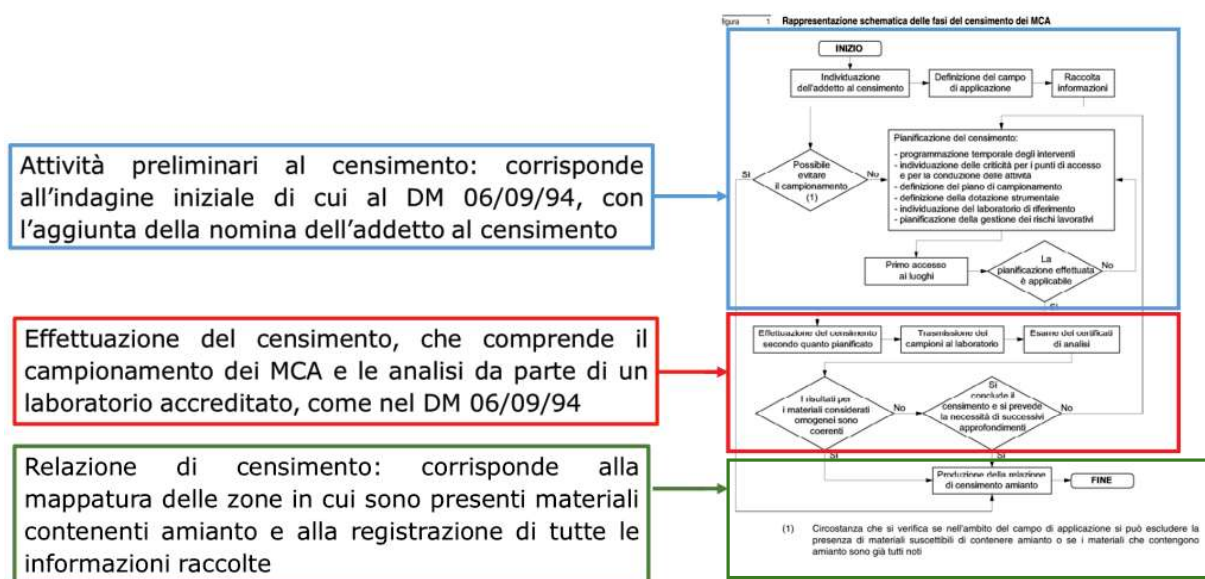 figura 1 Rappresentazione schematica delle fasi del censimento dei MCA
INIZIO
Individuazione
dell'addetto al censimento
Definizione del campo
di applicazione
Raccolta
informazioni
Attività preliminari al censimento: corrisponde
all'indagine iniziale di cui al DM 06/09/94, con
l'aggiunta della nomina dell'addetto al censimento
Sì
Possibile
evitare
il campionamento
(1)
No
Pianificazione del censimento:
- programmazione temporale degli interventi
- individuazione delle criticità per i punti di accesso
e per la conduzione delle attività
- definizione del piano di campionamento
- definizione della dotazione strumentale
- individuazione del laboratorio di riferimento
- pianificazione della gestione dei rischi lavorativi
Primo accesso
ai luoghi
La
pianificazione effettuata
è applicabile
No
Sì
Effettuazione del censimento, che comprende il
campionamento dei MCA e le analisi da parte di un
laboratorio accreditato, come nel DM 06/09/94
Effettuazione del censimento
secondo quanto pianificato
Trasmissione dei
campioni al laboratorio
Esame dei certificati
di analisi
I risultati per
i materiali considerati
omogenei sono
coerenti
No
Si
conclude il
censimento e si prevede
la necessità di successivi
approfondimenti
No
Sì
Sì
Relazione di censimento: corrisponde alla
mappatura delle zone in cui sono presenti materiali
contenenti amianto e alla registrazione di tutte le
informazioni raccolte
Produzione della relazione
di censimento amianto
FINE
(1) Circostanza che si verifica se nell'ambito del campo di applicazione si può escludere la
presenza di materiali suscettibili di contenere amianto o se i materiali che contengono
amianto sono già tutti noti